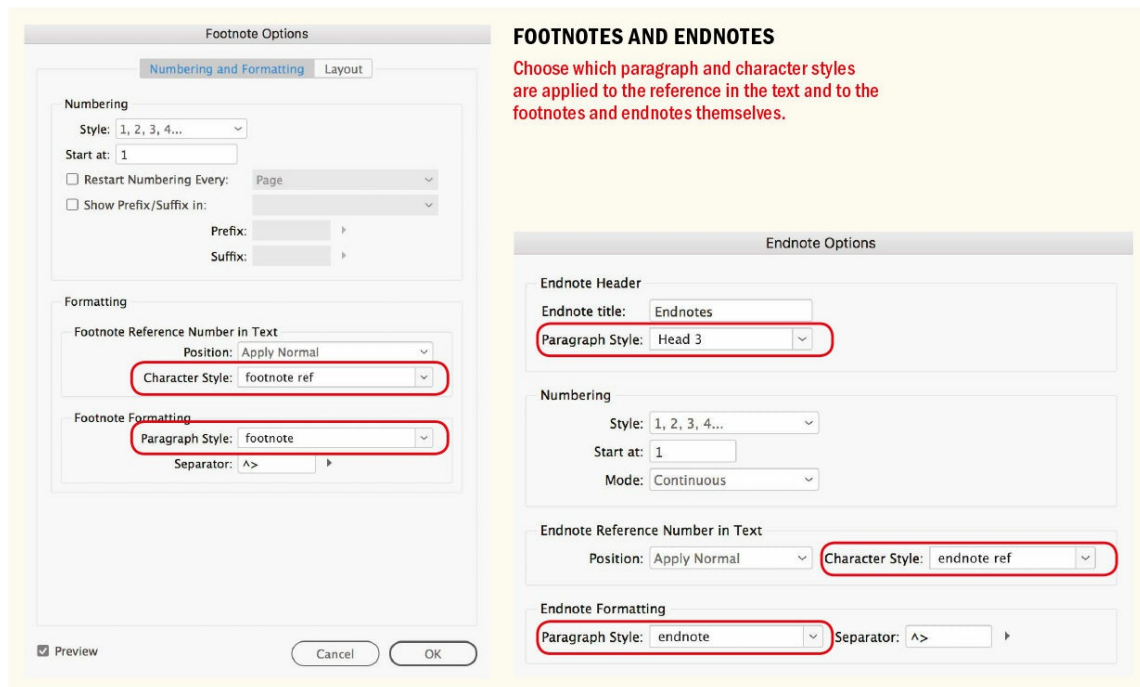 Footnote Options
Numbering and Formatting Layout
Numbering
Style: 1, 2, 3, 4...
Start at: 1
Restart Numbering Every: Page
Show Prefix/Suffix in:
Prefix:
Suffix:
Formatting
Footnote Reference Number in Text
Position: Apply Normal
Character Style: footnote ref
Footnote Formatting
Paragraph Style: footnote
Separator: ^>
Preview Cancel OK
FOOTNOTES AND ENDNOTES
Choose which paragraph and character styles
are applied to the reference in the text and to the
footnotes and endnotes themselves.
Endnote Options
Endnote Header
Endnote title: Endnotes
Paragraph Style: Head 3
Numbering
Style: 1, 2, 3, 4...
Start at: 1
Mode: Continuous
Endnote Reference Number in Text
Position: Apply Normal Character Style: endnote ref
Endnote Formatting
Paragraph Style: endnote Separator: ^>